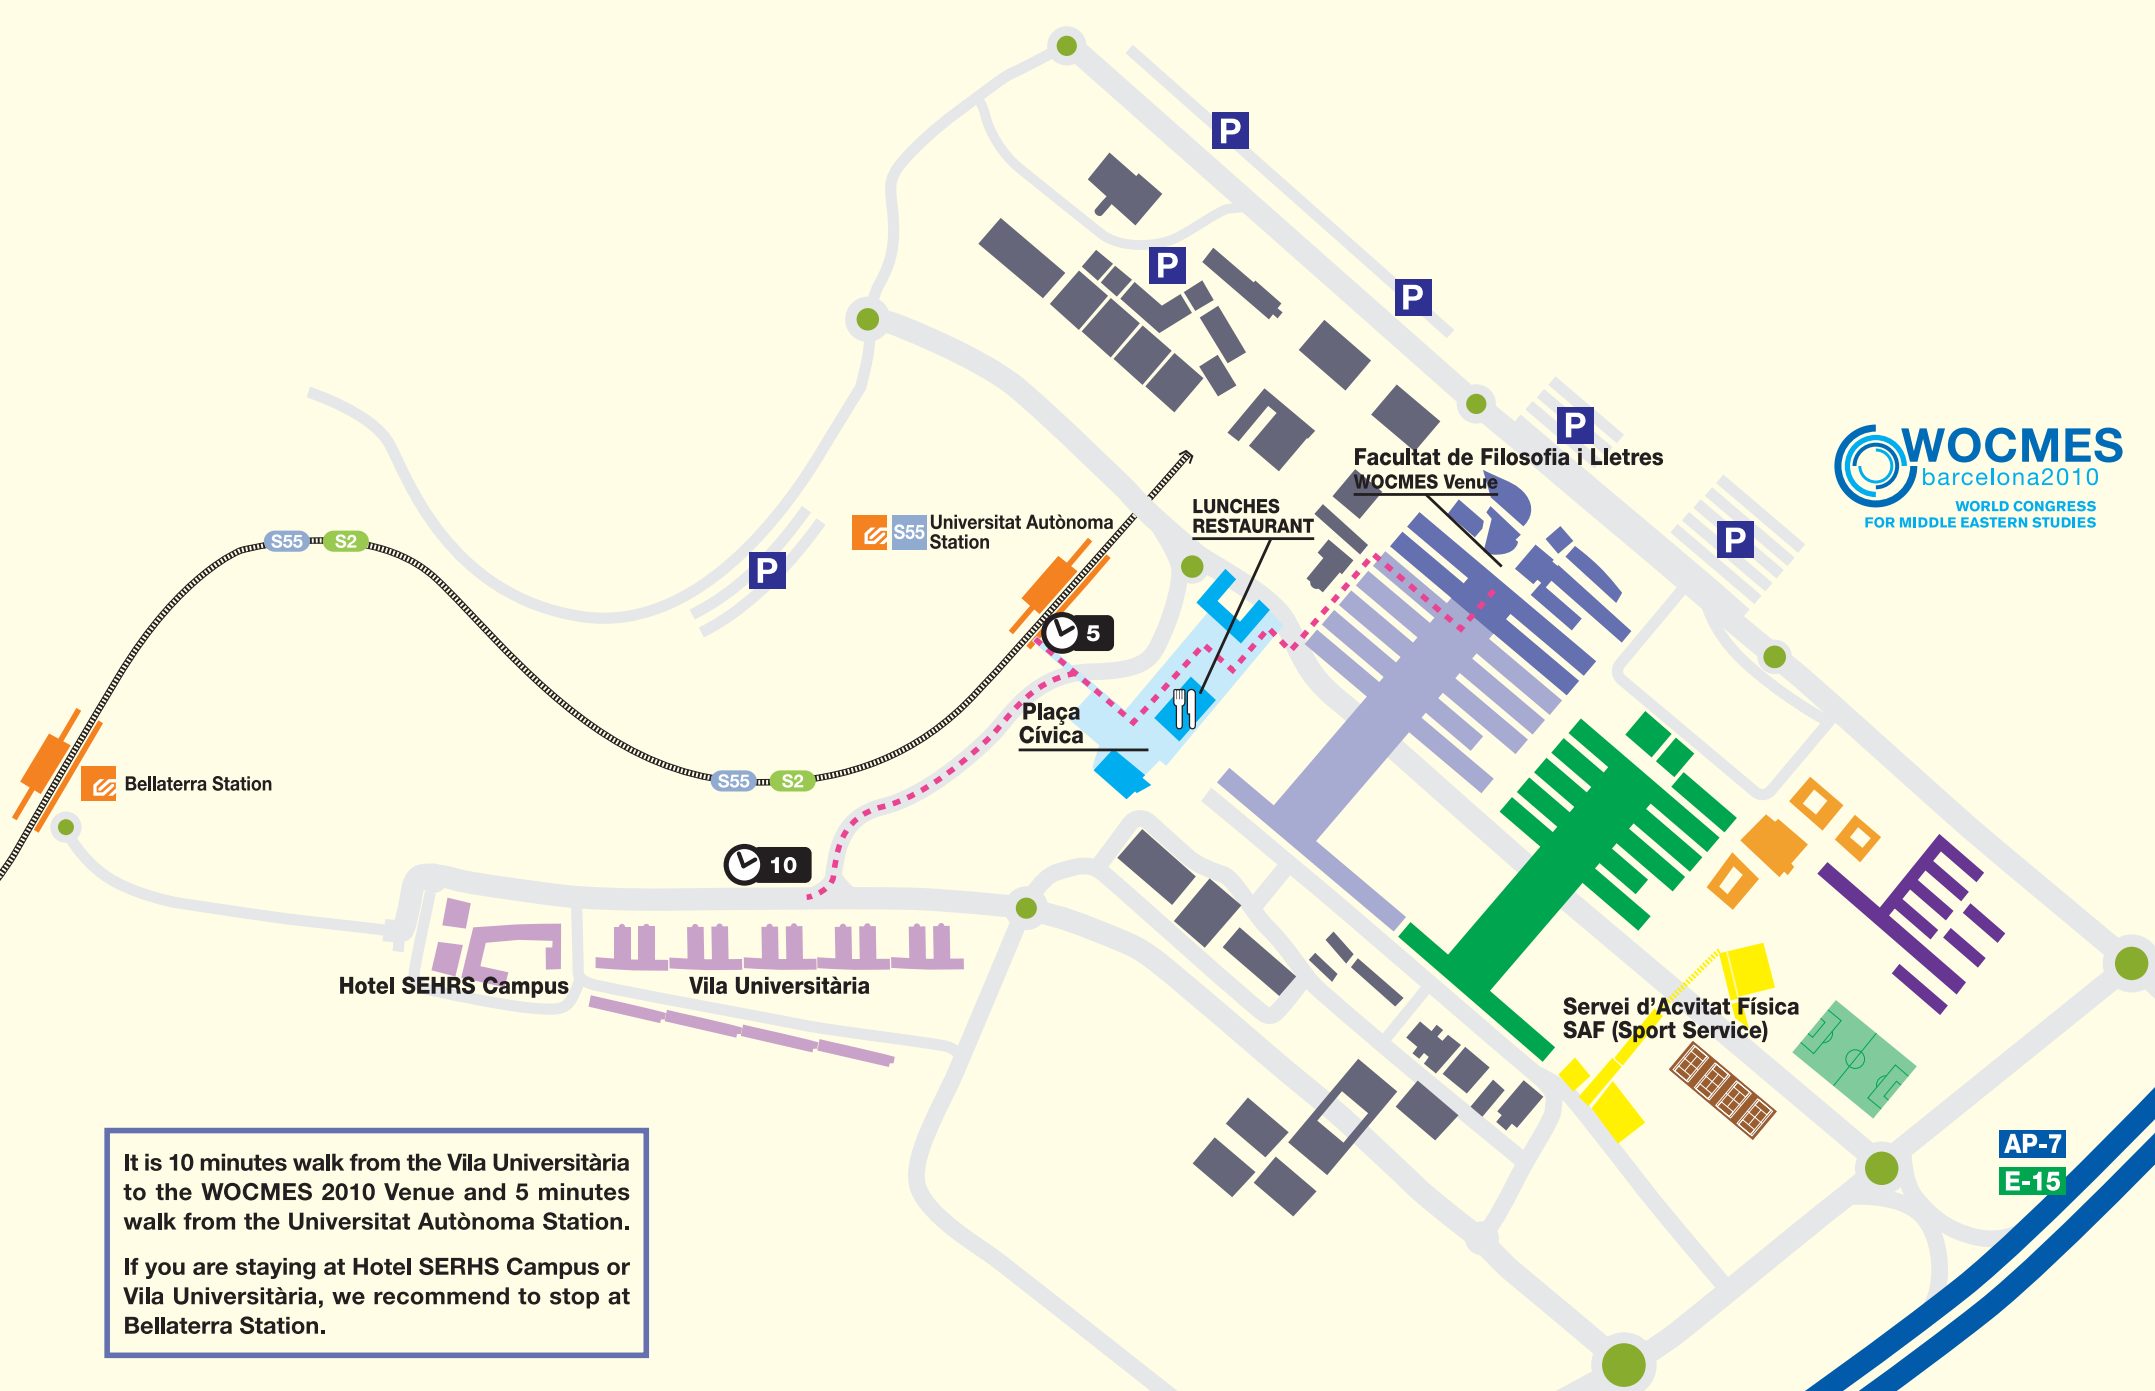 P
P
P
P
P
P
Facultat de Filosofia i Lletres
WOCMES Venue
LUNCHES
RESTAURANT
WOCMES
barcelona2010
WORLD CONGRESS
FOR MIDDLE EASTERN STUDIES
S55
Universitat Autònoma
Station
S55
S2
5
Plaça
Cívica
S55
S2
Bellaterra Station
10
Hotel SEHRS Campus
Vila Universitària
Servei d'Acvitat Física
SAF (Sport Service)
AP-7
E-15
It is 10 minutes walk from the Vila Universitària
to the WOCMES 2010 Venue and 5 minutes
walk from the Universitat Autònoma Station.
If you are staying at Hotel SERHS Campus or
Vila Universitària, we recommend to stop at
Bellaterra Station.